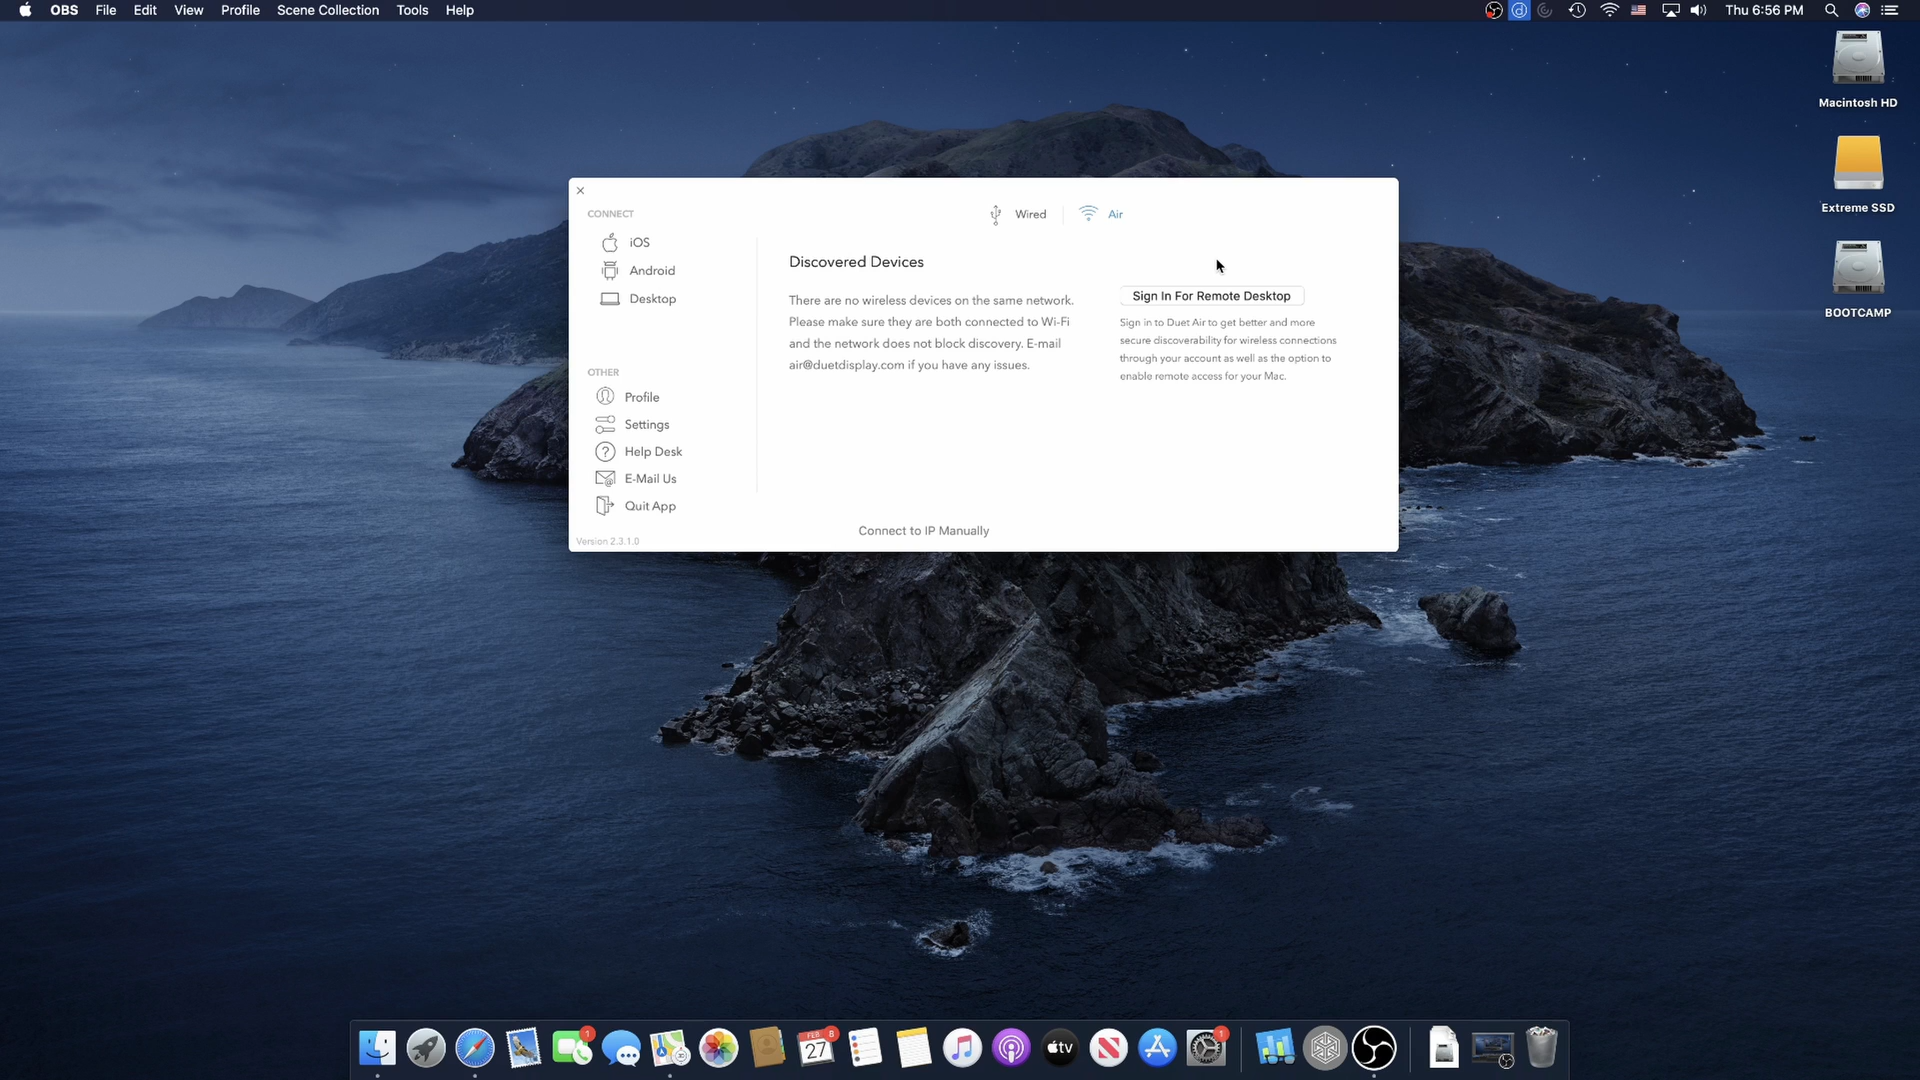 OBS File Edit View Profile Scene Collection Tools Help
Thu 6:56 PM
Macintosh HD
Extreme SSD
BOOTCAMP
CONNECT
iOS
Android
Desktop
OTHER
Profile
Settings
Help Desk
E-Mail Us
Quit App
Version 2.3.1.0
Wired
Air
Discovered Devices
There are no wireless devices on the same network.
Please make sure they are both connected to Wi-Fi
and the network does not block discovery. E-mail
air@duetdisplay.com if you have any issues.
Sign In For Remote Desktop
Sign in to Duet Air to get better and more
secure discoverability for wireless connections
through your account as well as the option to
enable remote access for your Mac.
Connect to IP Manually
1
FEB
27
8
tv
1